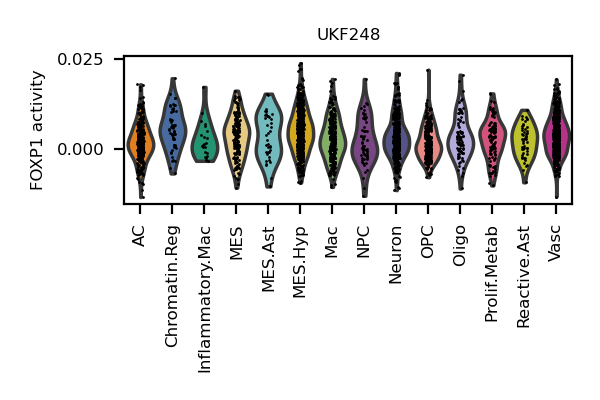 UKF248
0.025
0.000
FOXP1 activity
AC
Chromatin.Reg
Inflammatory.Mac
MES
MES.Ast
MES.Hyp
Mac
NPC
Neuron
OPC
Oligo
Prolif.Metab
Reactive.Ast
Vasc